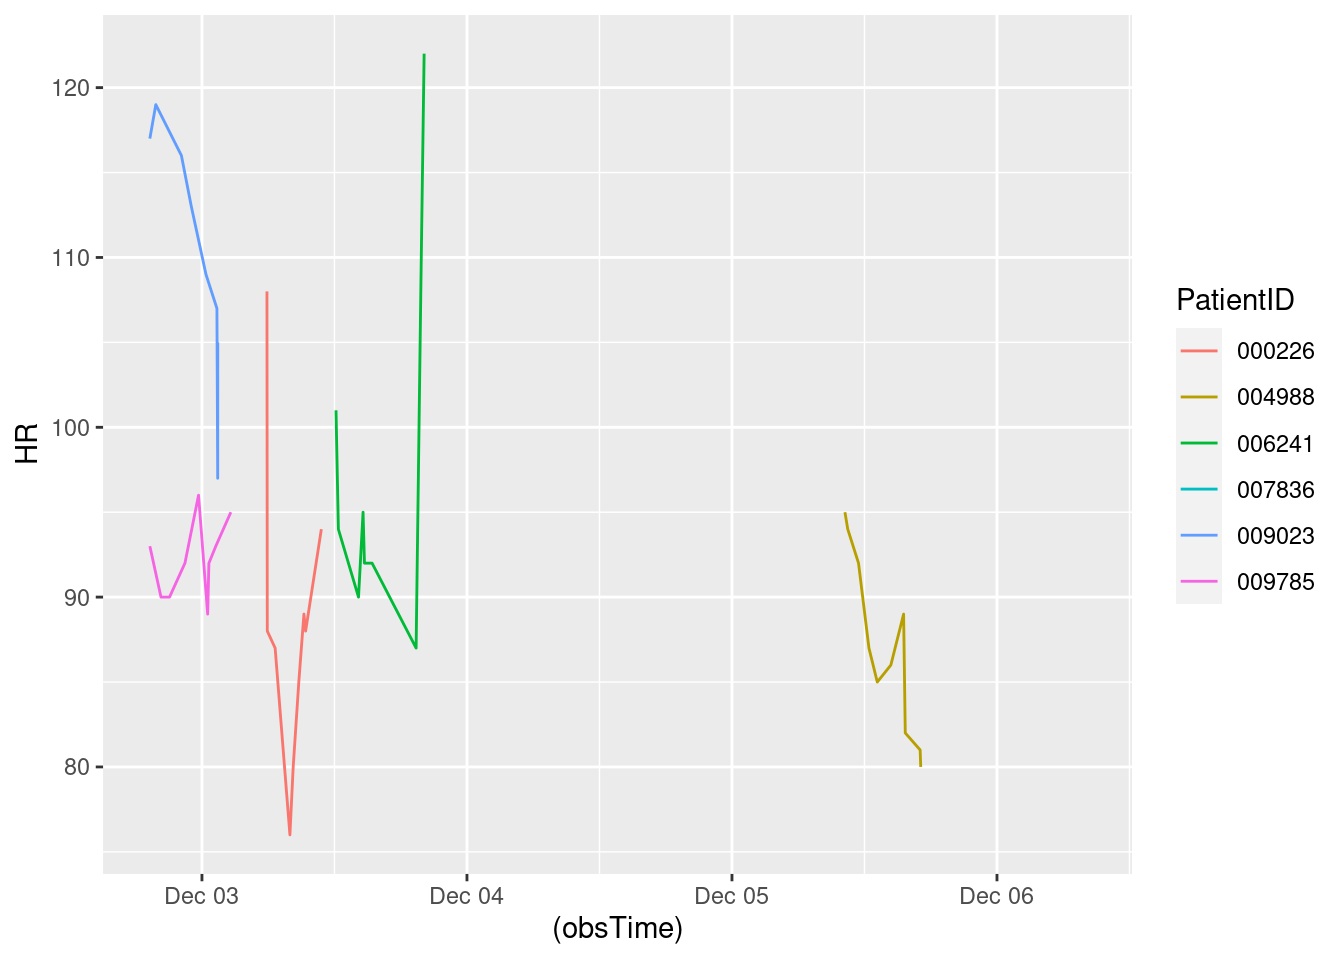 120
110
100
90
80
HR
Dec 03
Dec 04
Dec 05
Dec 06
(obsTime)
PatientID
000226
004988
006241
007836
009023
009785